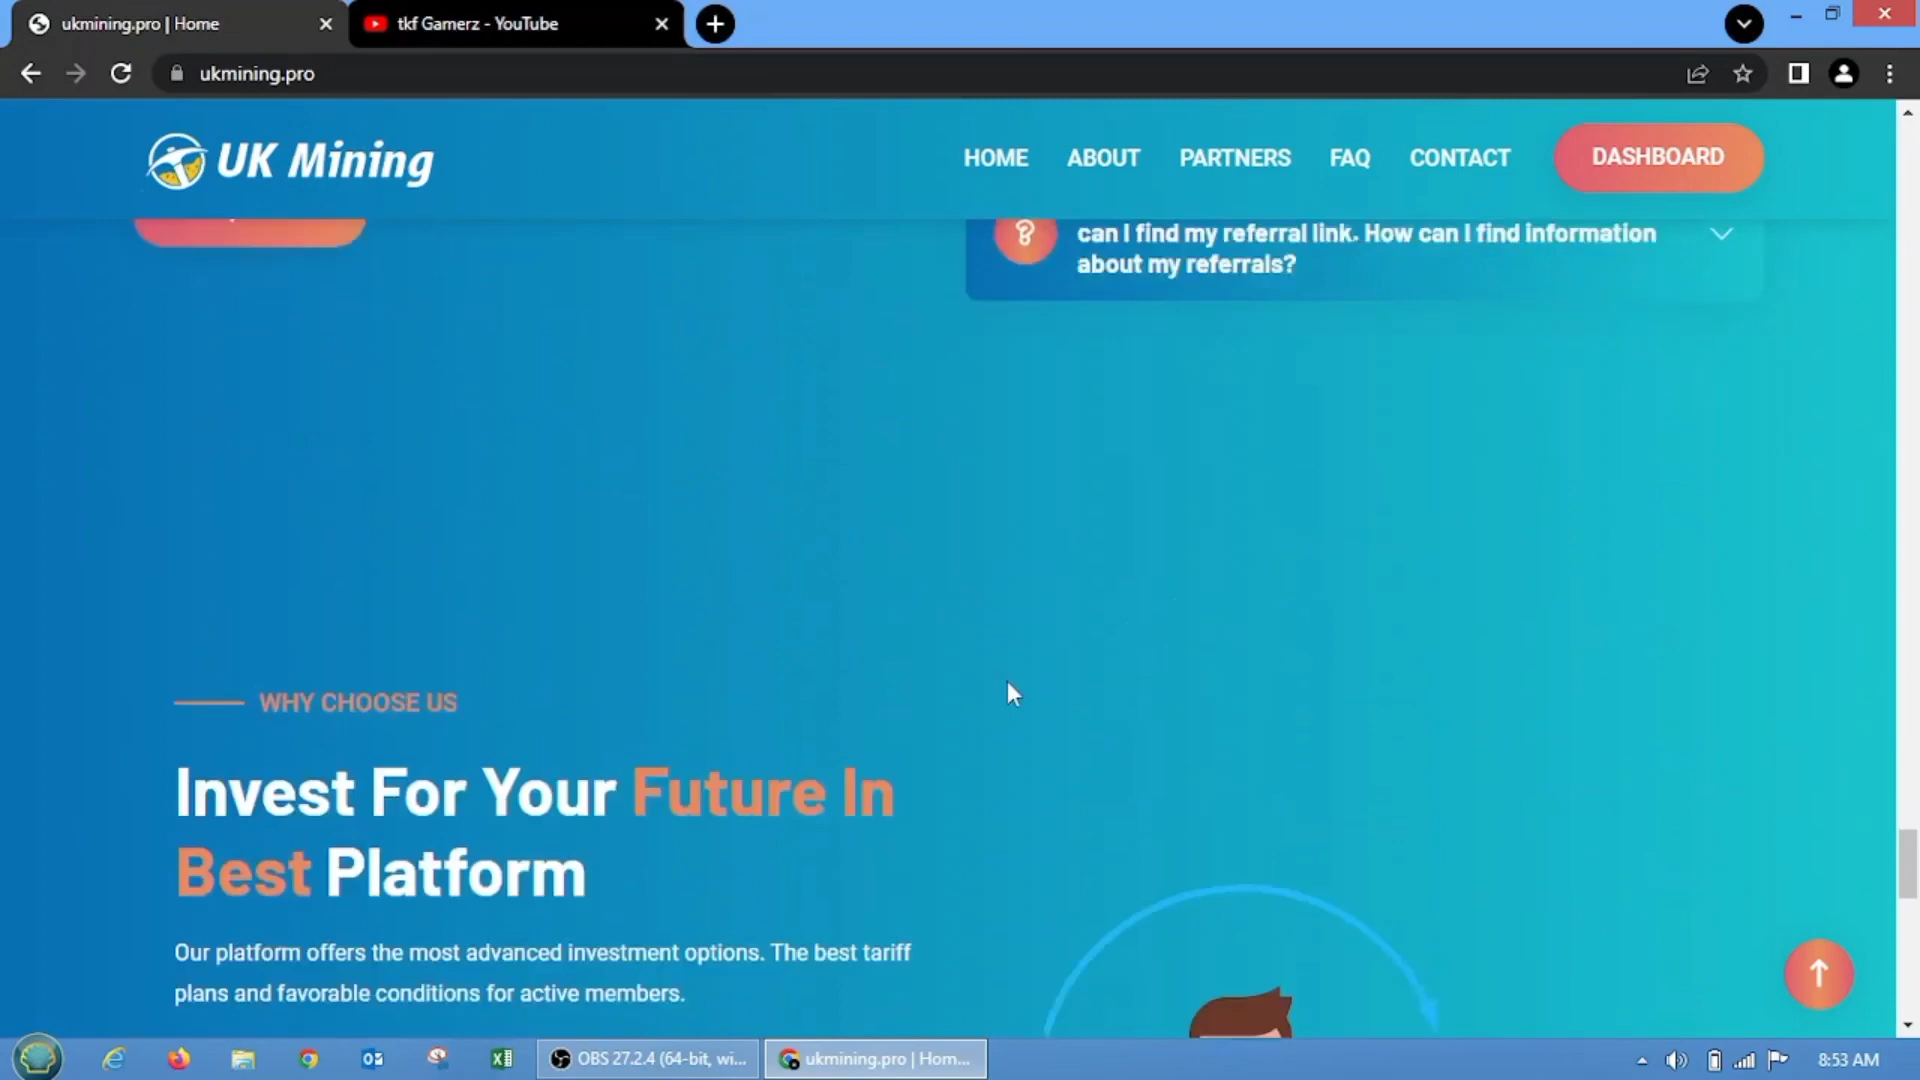 ukmining.pro | Home
tkf Gamerz - YouTube
ukmining.pro
UK Mining
HOME
ABOUT
PARTNERS
FAQ
CONTACT
DASHBOARD
?
can I find my referral link. How can I find information
about my referrals?
WHY CHOOSE US
Invest For Your Future In
Best Platform
Our platform offers the most advanced investment options. The best tariff
plans and favorable conditions for active members.
OBS 27.2.4 (64-bit, wi...
ukmining.pro | Hom...
8:53 AM